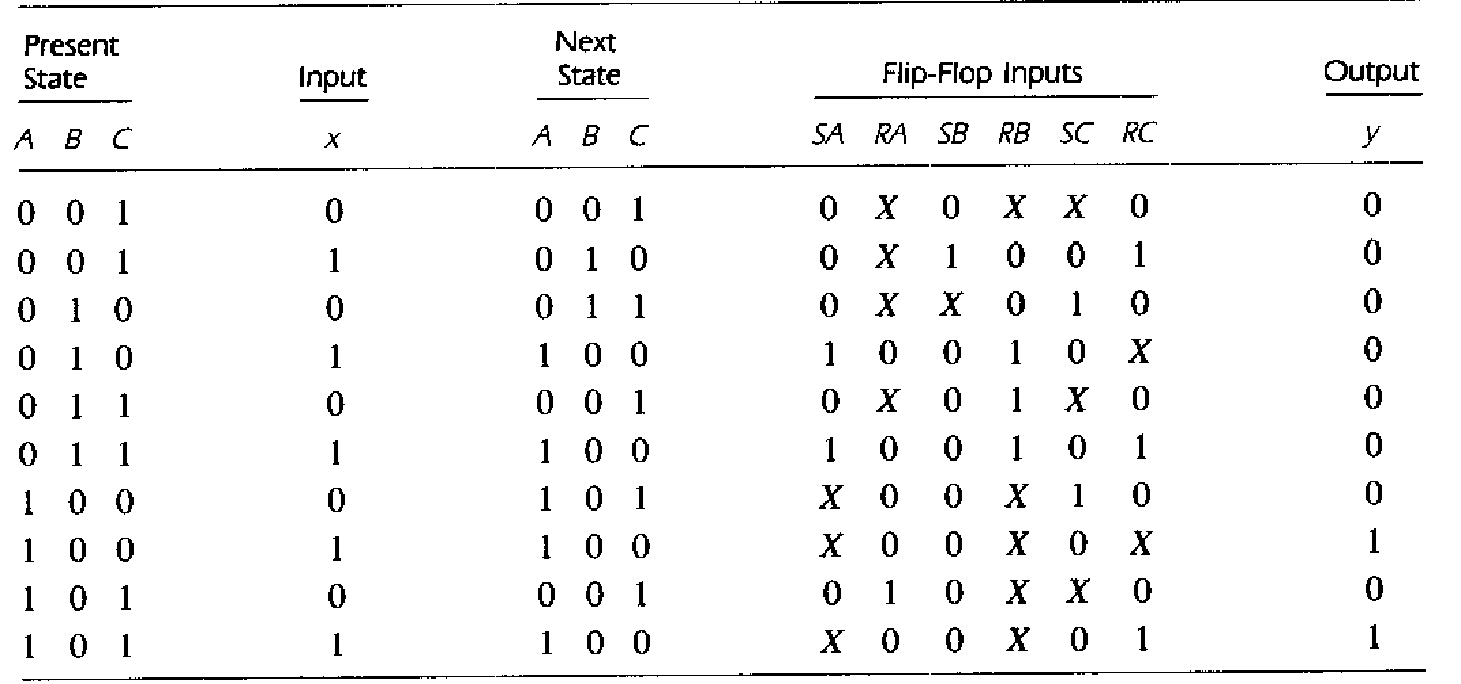 Present Next
State Input State Flip-Flop Inputs Output
A B C x A B C SA RA SB RB SC RC y
0 0 1 0 0 0 1 0 X 0 X X 0 0
0 0 1 1 0 1 0 0 X 1 0 0 1 0
0 1 0 0 0 1 1 0 X X 0 1 0 0
0 1 0 1 1 0 0 1 0 0 1 0 X 0
0 1 1 0 0 0 1 0 X 0 1 X 0 0
0 1 1 1 1 0 0 1 0 0 1 0 1 0
1 0 0 0 1 0 1 X 0 0 X 1 0 0
1 0 0 1 1 0 0 X 0 0 X 0 X 1
1 0 1 0 0 0 1 0 1 0 X X 0 0
1 0 1 1 1 0 0 X 0 0 X 0 1 1